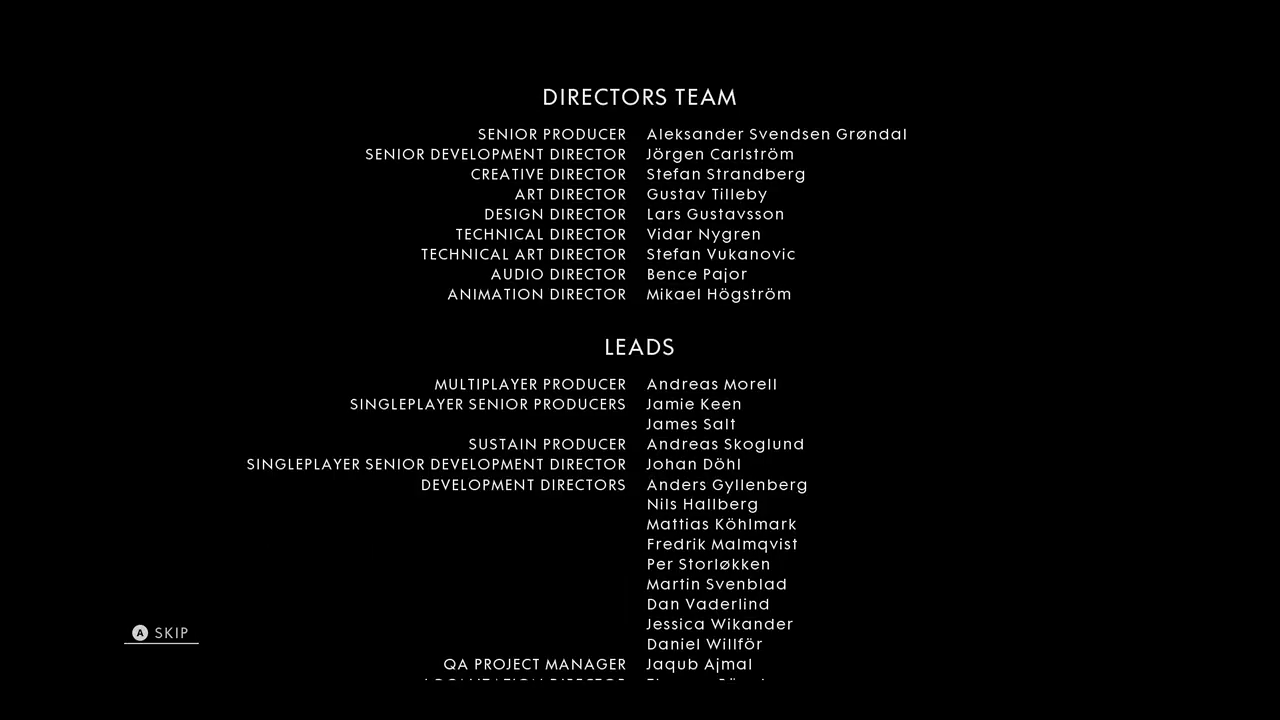 DIRECTORS TEAM
SENIOR PRODUCER Aleksander Svendsen Grøndal
SENIOR DEVELOPMENT DIRECTOR Jörgen Carlström
CREATIVE DIRECTOR Stefan Strandberg
ART DIRECTOR Gustav Tilleby
DESIGN DIRECTOR Lars Gustavsson
TECHNICAL DIRECTOR Vidar Nygren
TECHNICAL ART DIRECTOR Stefan Vukanovic
AUDIO DIRECTOR Bence Pajor
ANIMATION DIRECTOR Mikael Högström
LEADS
MULTIPLAYER PRODUCER Andreas Morell
SINGLEPLAYER SENIOR PRODUCERS Jamie Keen
James Salt
SUSTAIN PRODUCER Andreas Skoglund
SINGLEPLAYER SENIOR DEVELOPMENT DIRECTOR Johan Döhl
DEVELOPMENT DIRECTORS Anders Gyllenberg
Nils Hallberg
Mattias Köhlmark
Fredrik Malmqvist
Per Storløkken
Martin Svenblad
Dan Vaderlind
Jessica Wikander
A SKIP
Daniel Willför
QA PROJECT MANAGER Jaqub Ajmal